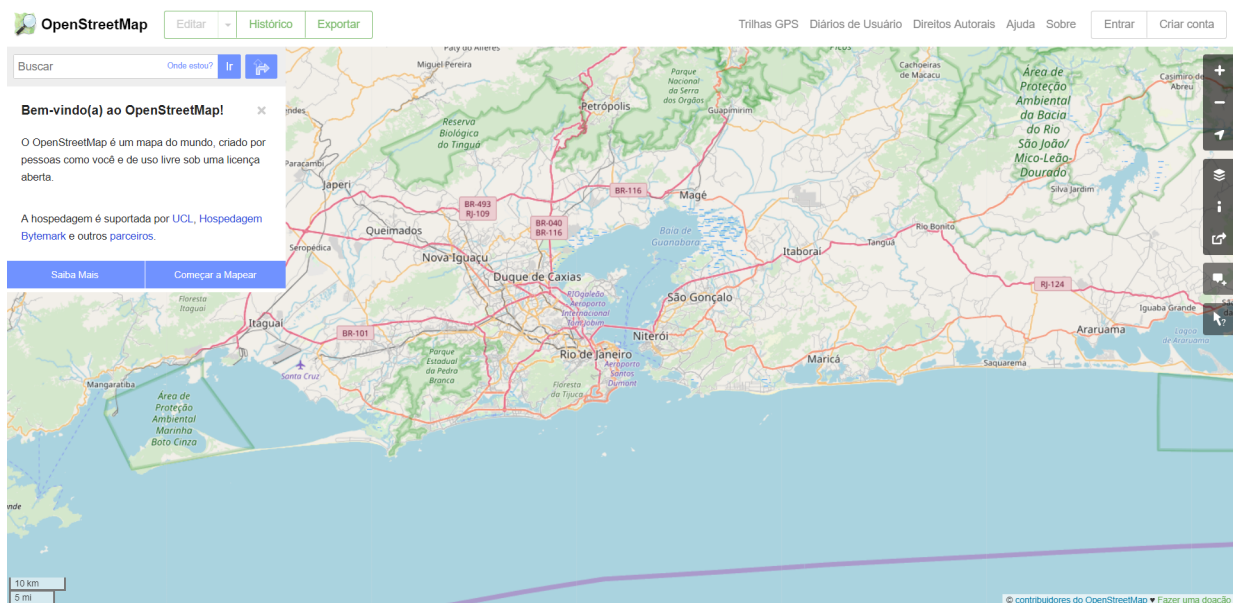 OpenStreetMap
Editar
Histórico
Exportar
Trilhas GPS
Diários de Usuário
Direitos Autorais
Ajuda
Sobre
Entrar
Criar conta
Buscar
Onde estou?
Ir
Bem-vindo(a) ao OpenStreetMap!
O OpenStreetMap é um mapa do mundo, criado por
pessoas como você e de uso livre sob uma licença
aberta.
A hospedagem é suportada por UCL, Hospedagem
Bytemark e outros parceiros.
Saiba Mais
Começar a Mapear
Paty do Alferes
Miguel Pereira
Petrópolis
Parque
Nacional
da Serra
dos Órgãos
Guapimirim
Cachoeiras
de Macacu
Área de
Proteção
Ambiental
da Bacia
do Rio
São João/
Mico-Leão-
Dourado
Casimiro de
Abreu
Silva Jardim
Reserva
Biológica
do Tinguá
Paracambi
Japeri
BR-116
Magé
BR-493
RJ-109
BR-040
BR-116
Queimados
Baía de
Guanabara
Rio Bonito
Seropédica
Nova Iguaçu
Itaboraí
Tanguá
Duque de Caxias
RJ-124
RIOgaleão
Aeroporto
Internacional
Tom Jobim
São Gonçalo
Floresta
Itaguaí
Iguaba Grande
Itaguaí
BR-101
Niterói
Araruama
Lagoa
de Araruama
Rio de Janeiro
Parque
Estadual
da Pedra
Branca
Aeroporto
Santos
Dumont
Maricá
Saquarema
Santa Cruz
Mangaratiba
Floresta
da Tijuca
Área de
Proteção
Ambiental
Marinha
Boto Cinza
10 km
5 mi
© contribuidores do OpenStreetMap ♥ Fazer uma doação